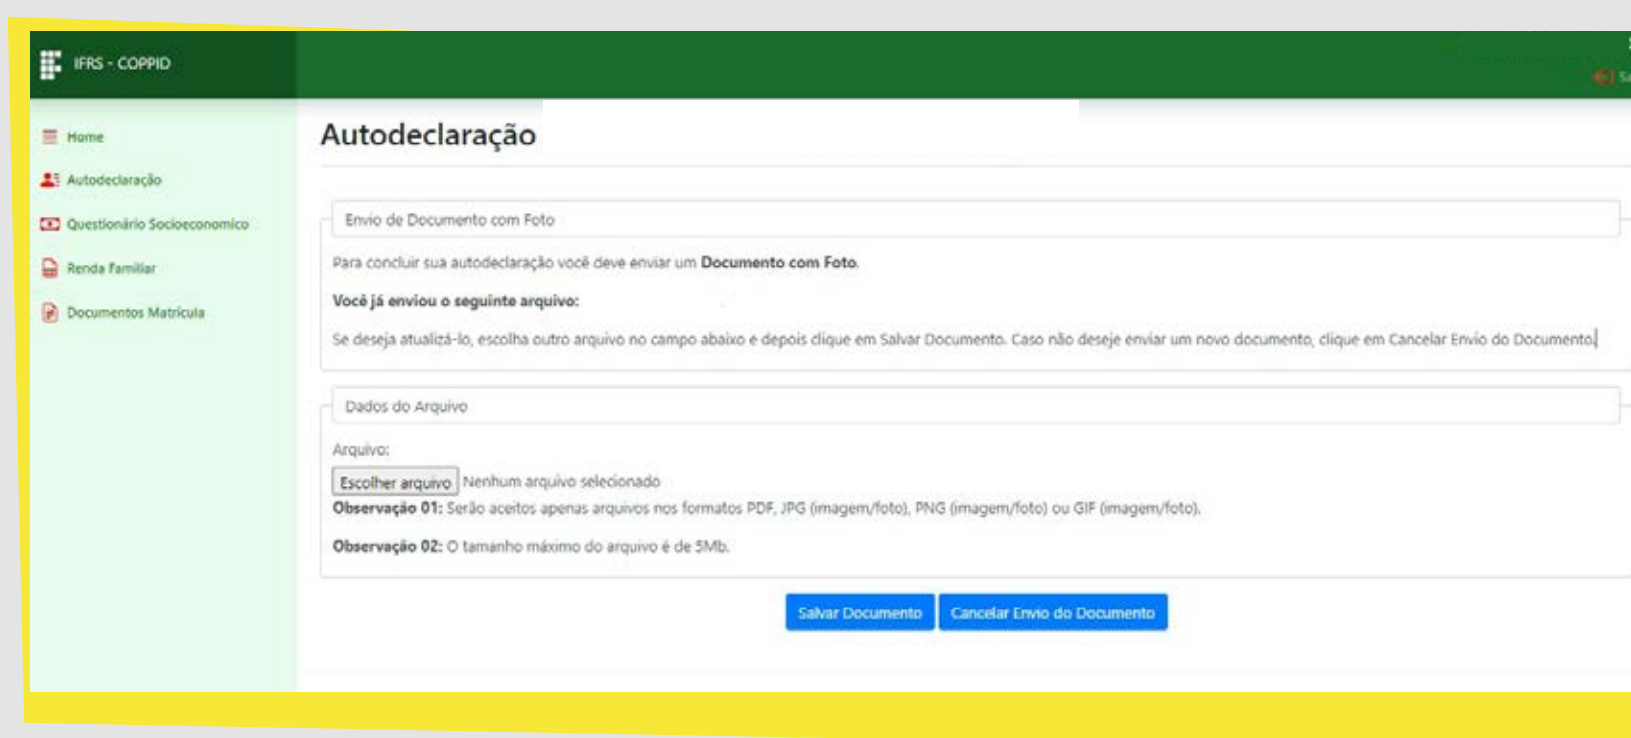 IFRS - COPPID
Home
Autodeclaração
Questionário Socioeconomico
Renda Familiar
Documentos Matrícula
Autodeclaração
Envio de Documento com Foto
Para concluir sua autodeclaração você deve enviar um Documento com Foto.
Você já enviou o seguinte arquivo:
Se deseja atualizá-lo, escolha outro arquivo no campo abaixo e depois clique em Salvar Documento. Caso não deseje enviar um novo documento, clique em Cancelar Envio do Documento.
Dados do Arquivo
Arquivo:
Escolher arquivo Nenhum arquivo selecionado
Observação 01: Serão aceitos apenas arquivos nos formatos PDF, JPG (imagem/foto), PNG (imagem/foto) ou GIF (imagem/foto).
Observação 02: O tamanho máximo do arquivo é de 5Mb.
Salvar Documento Cancelar Envio do Documento